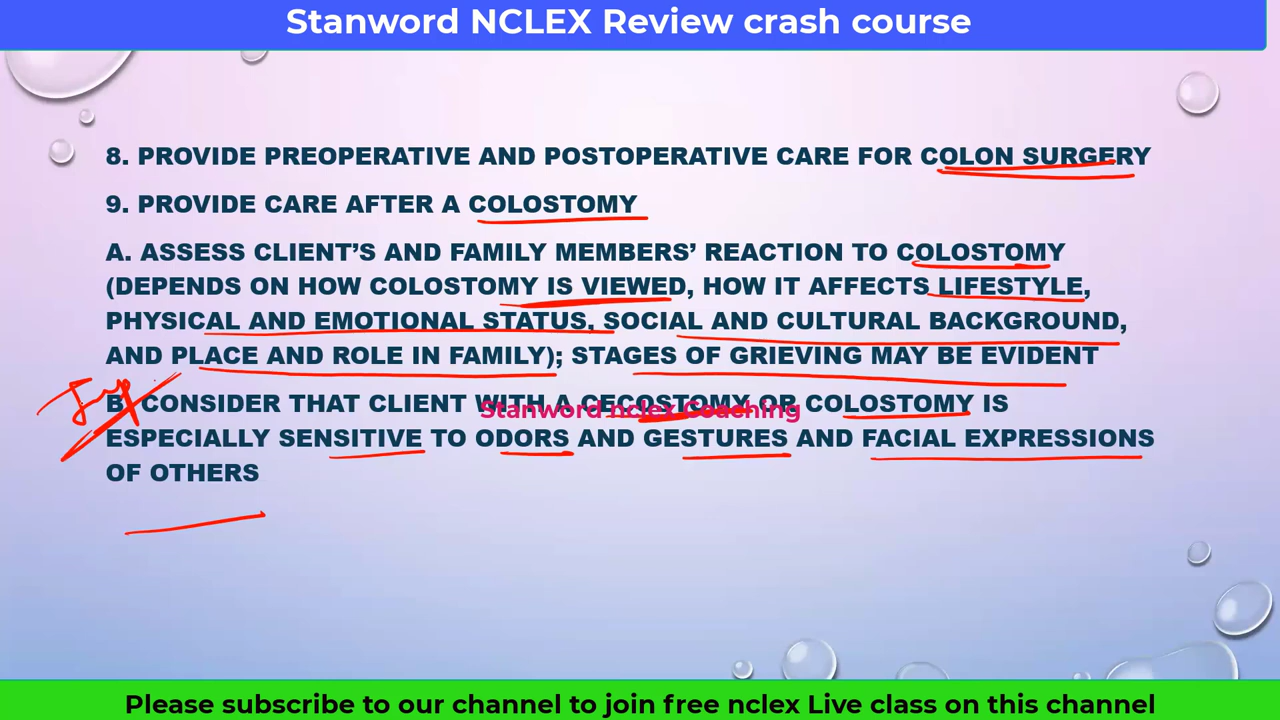 Stanword NCLEX Review crash course
8. PROVIDE PREOPERATIVE AND POSTOPERATIVE CARE FOR COLON SURGERY
9. PROVIDE CARE AFTER A COLOSTOMY
A. ASSESS CLIENT’S AND FAMILY MEMBERS’ REACTION TO COLOSTOMY
(DEPENDS ON HOW COLOSTOMY IS VIEWED, HOW IT AFFECTS LIFESTYLE,
PHYSICAL AND EMOTIONAL STATUS, SOCIAL AND CULTURAL BACKGROUND,
AND PLACE AND ROLE IN FAMILY); STAGES OF GRIEVING MAY BE EVIDENT
Imp
B. CONSIDER THAT CLIENT WITH A CECOSTOMY OR COLOSTOMY IS
Stanword nclex Coaching
ESPECIALLY SENSITIVE TO ODORS AND GESTURES AND FACIAL EXPRESSIONS
OF OTHERS
Please subscribe to our channel to join free nclex Live class on this channel